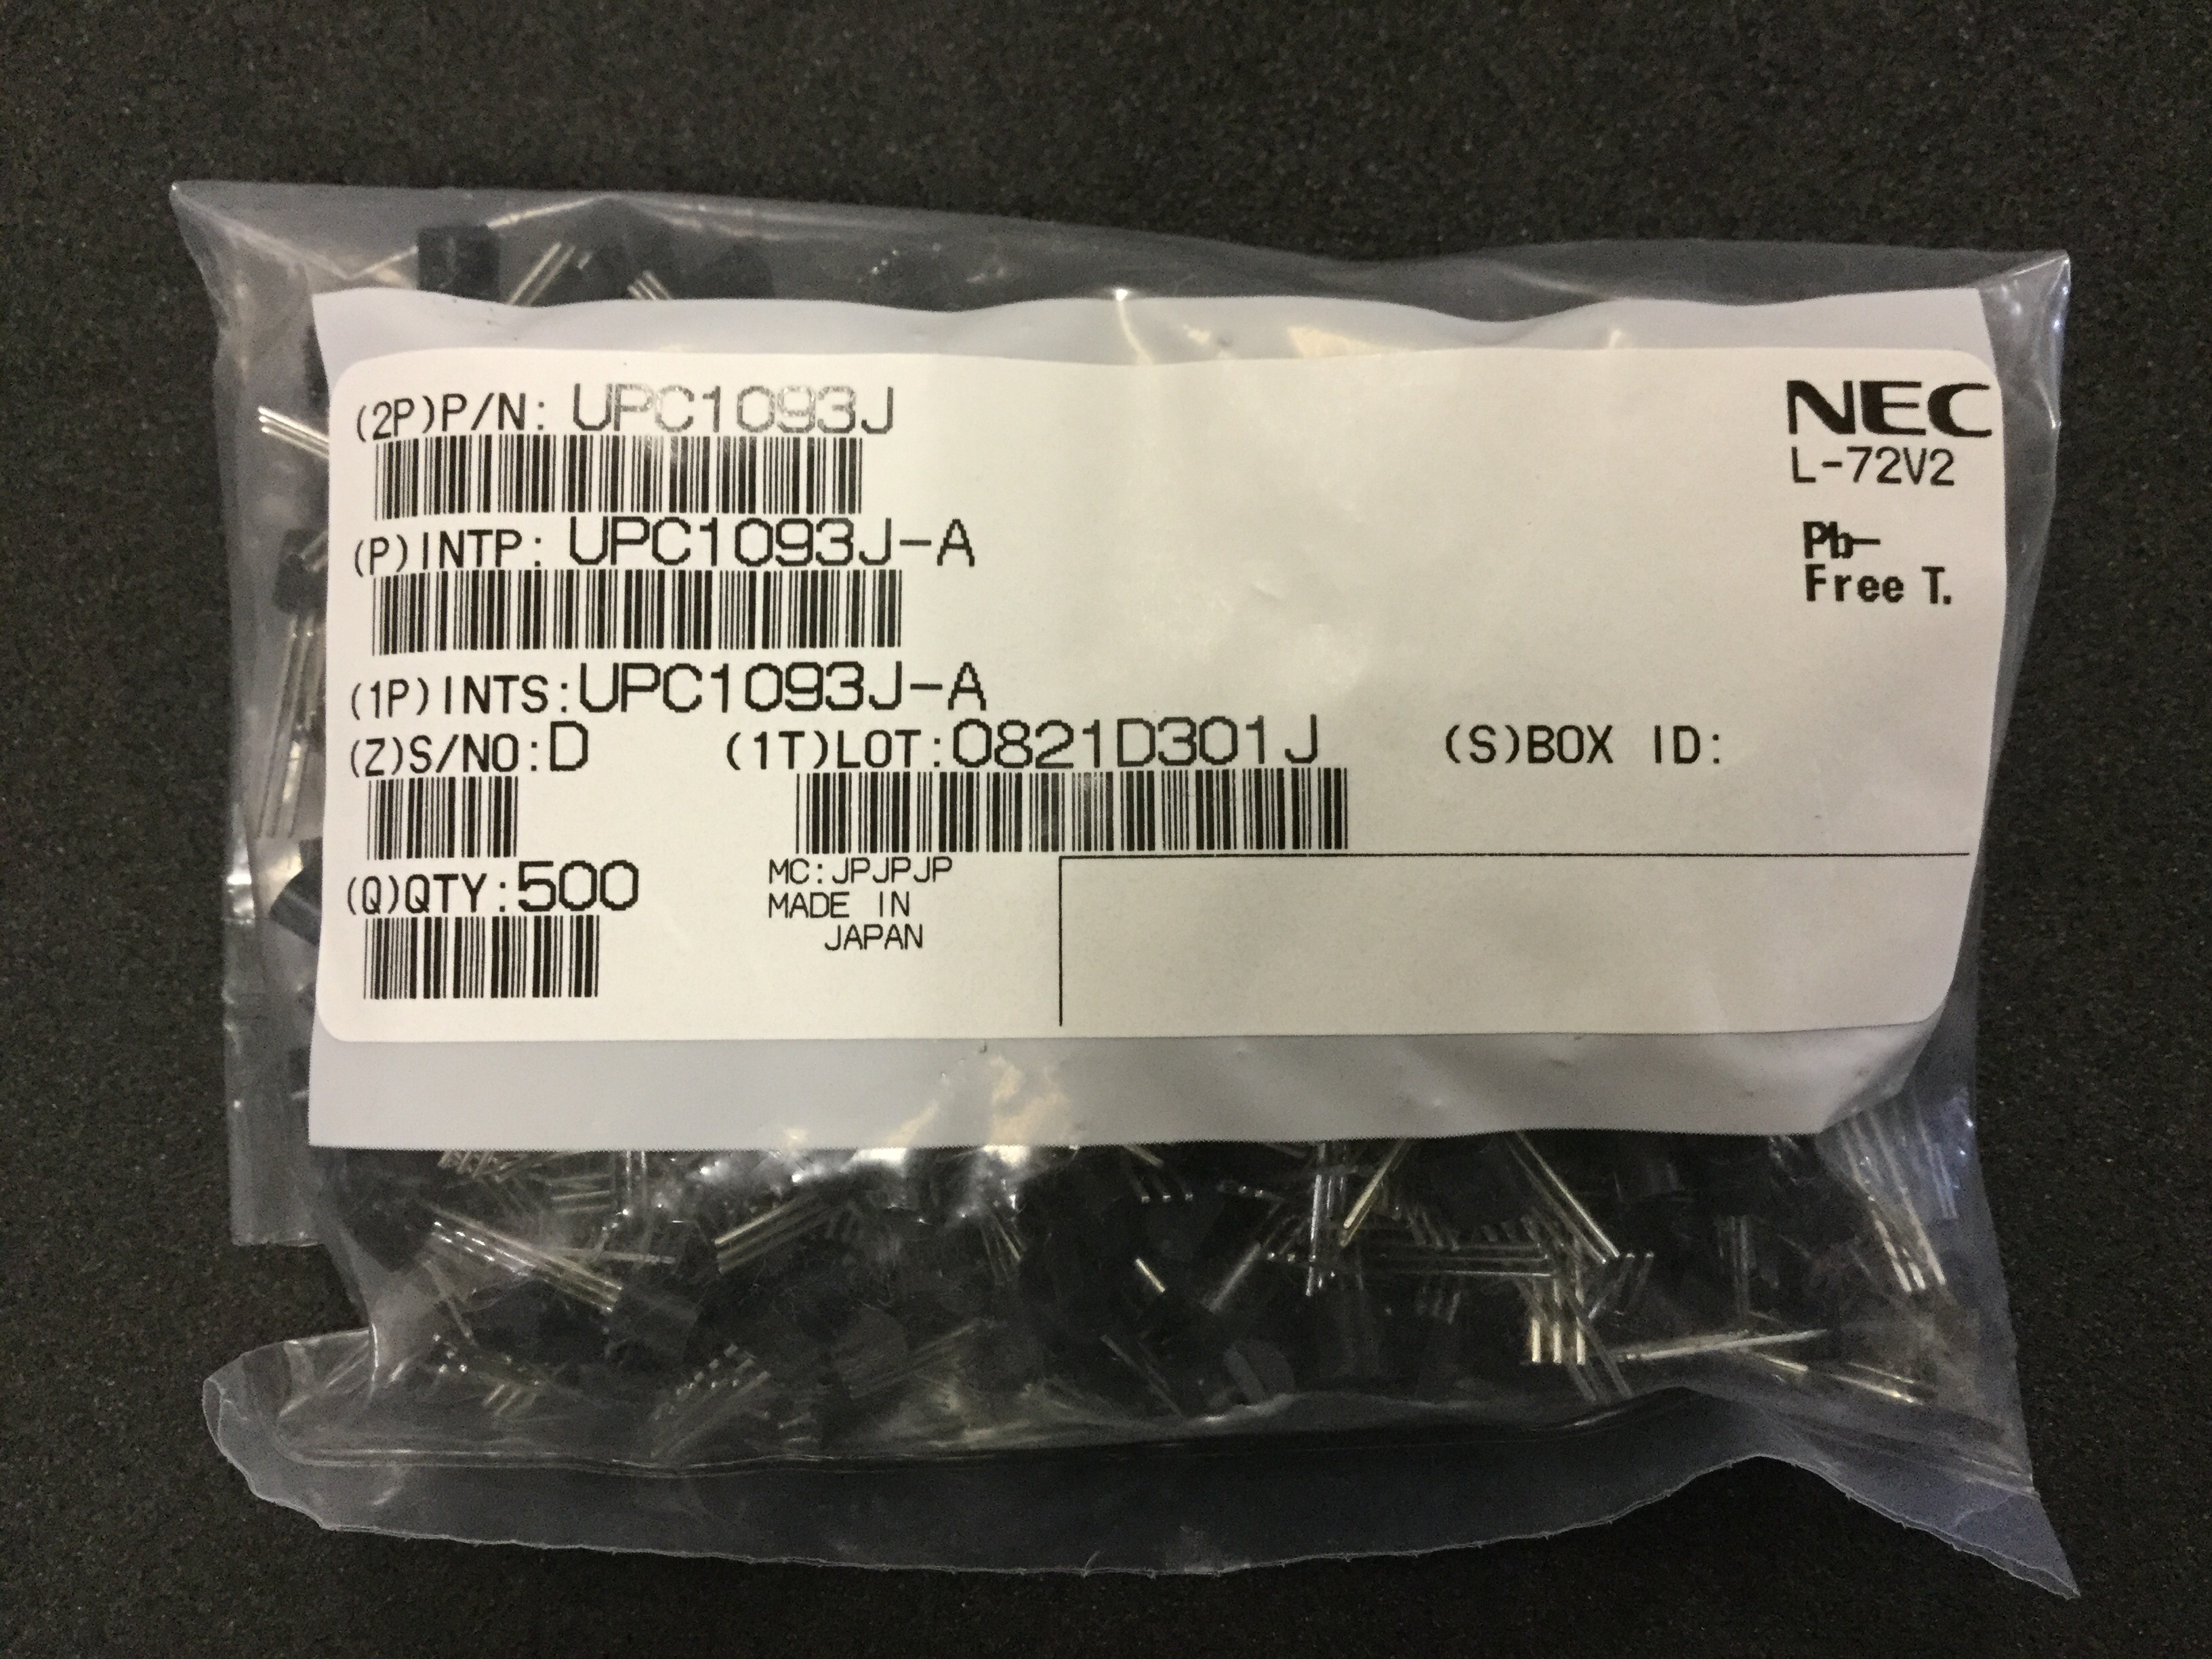 (2P)P/N: UPC1093J
NEC
L-72V2
(P)INTP: UPC1093J-A
Pb-
Free T.
(1P)INTS:UPC1093J-A
(Z)S/NO:D (1T)LOT:0821D301J (S)BOX ID:
(Q)QTY:500
MC:JPJPJP
MADE IN
JAPAN